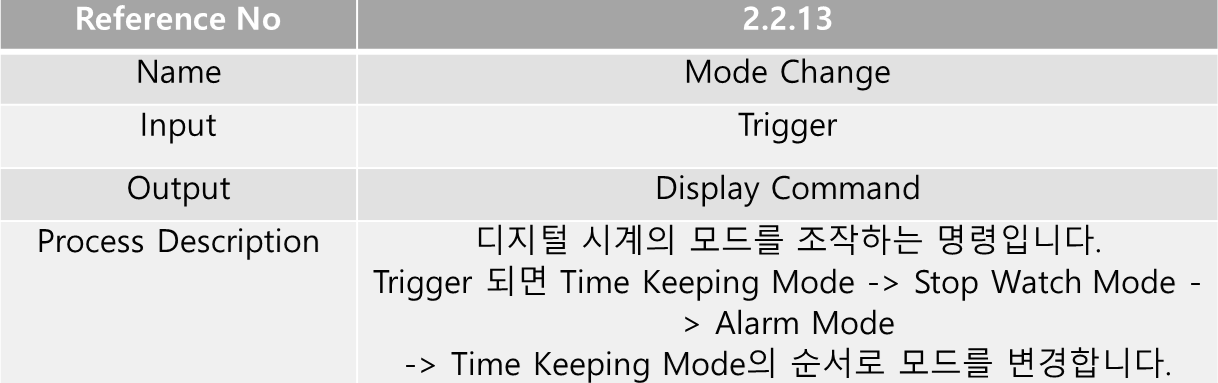 Reference No 2.2.13
Name Mode Change
Input Trigger
Output Display Command
Process Description 디지털 시계의 모드를 조작하는 명령입니다.
Trigger 되면 Time Keeping Mode -> Stop Watch Mode -
> Alarm Mode
-> Time Keeping Mode의 순서로 모드를 변경합니다.